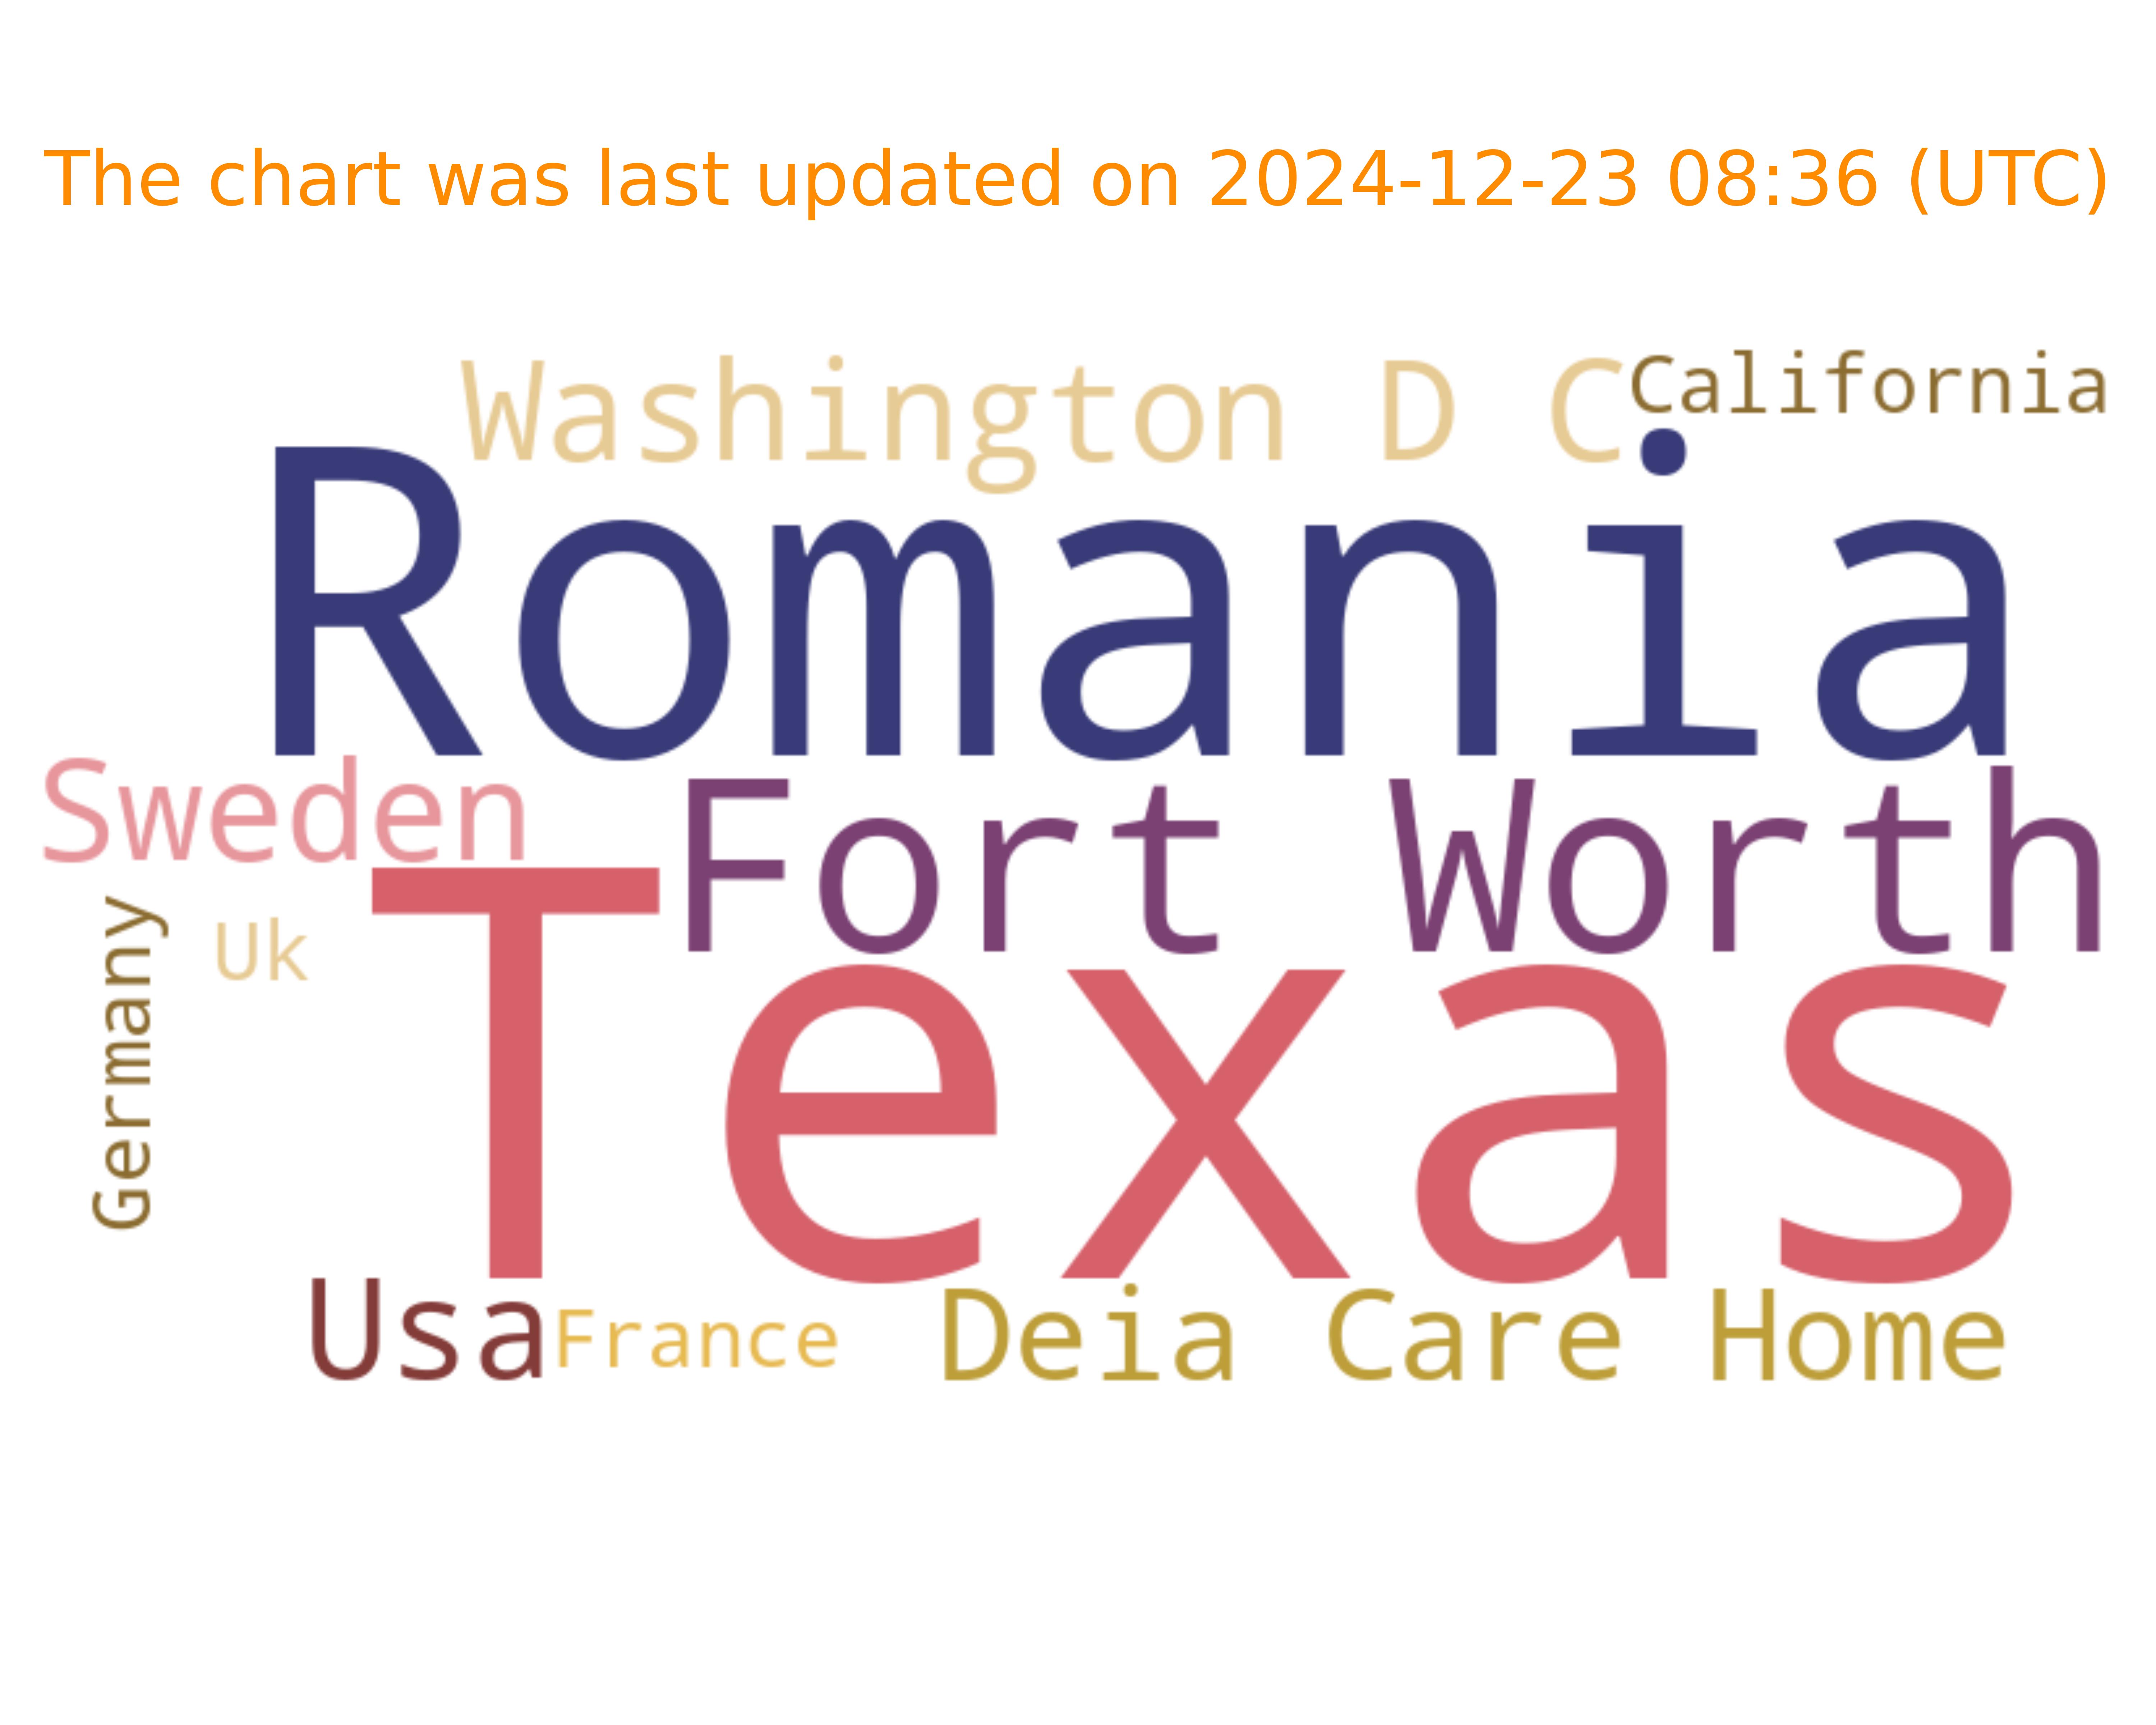 The chart was last updated on 2024-12-23 08:36 (UTC)
Washington D C
California
Romania
Sweden
Fort Worth
Uk
Germany
Texas
Usa
France
Deia Care Home